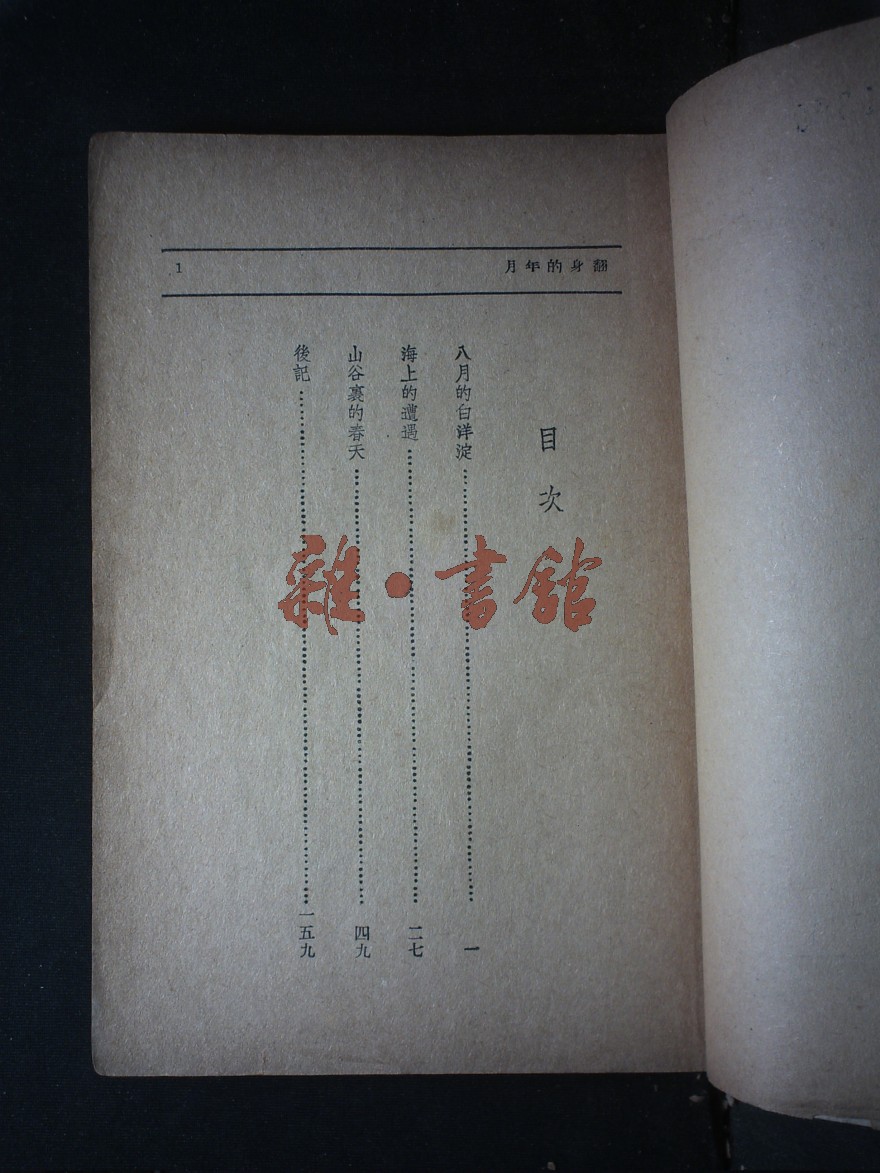 翻身的年月 1
目次
八月的白洋淀……一
海上的遭遇……二七
山谷裏的春天……四九
後記……一五九
雜·書館